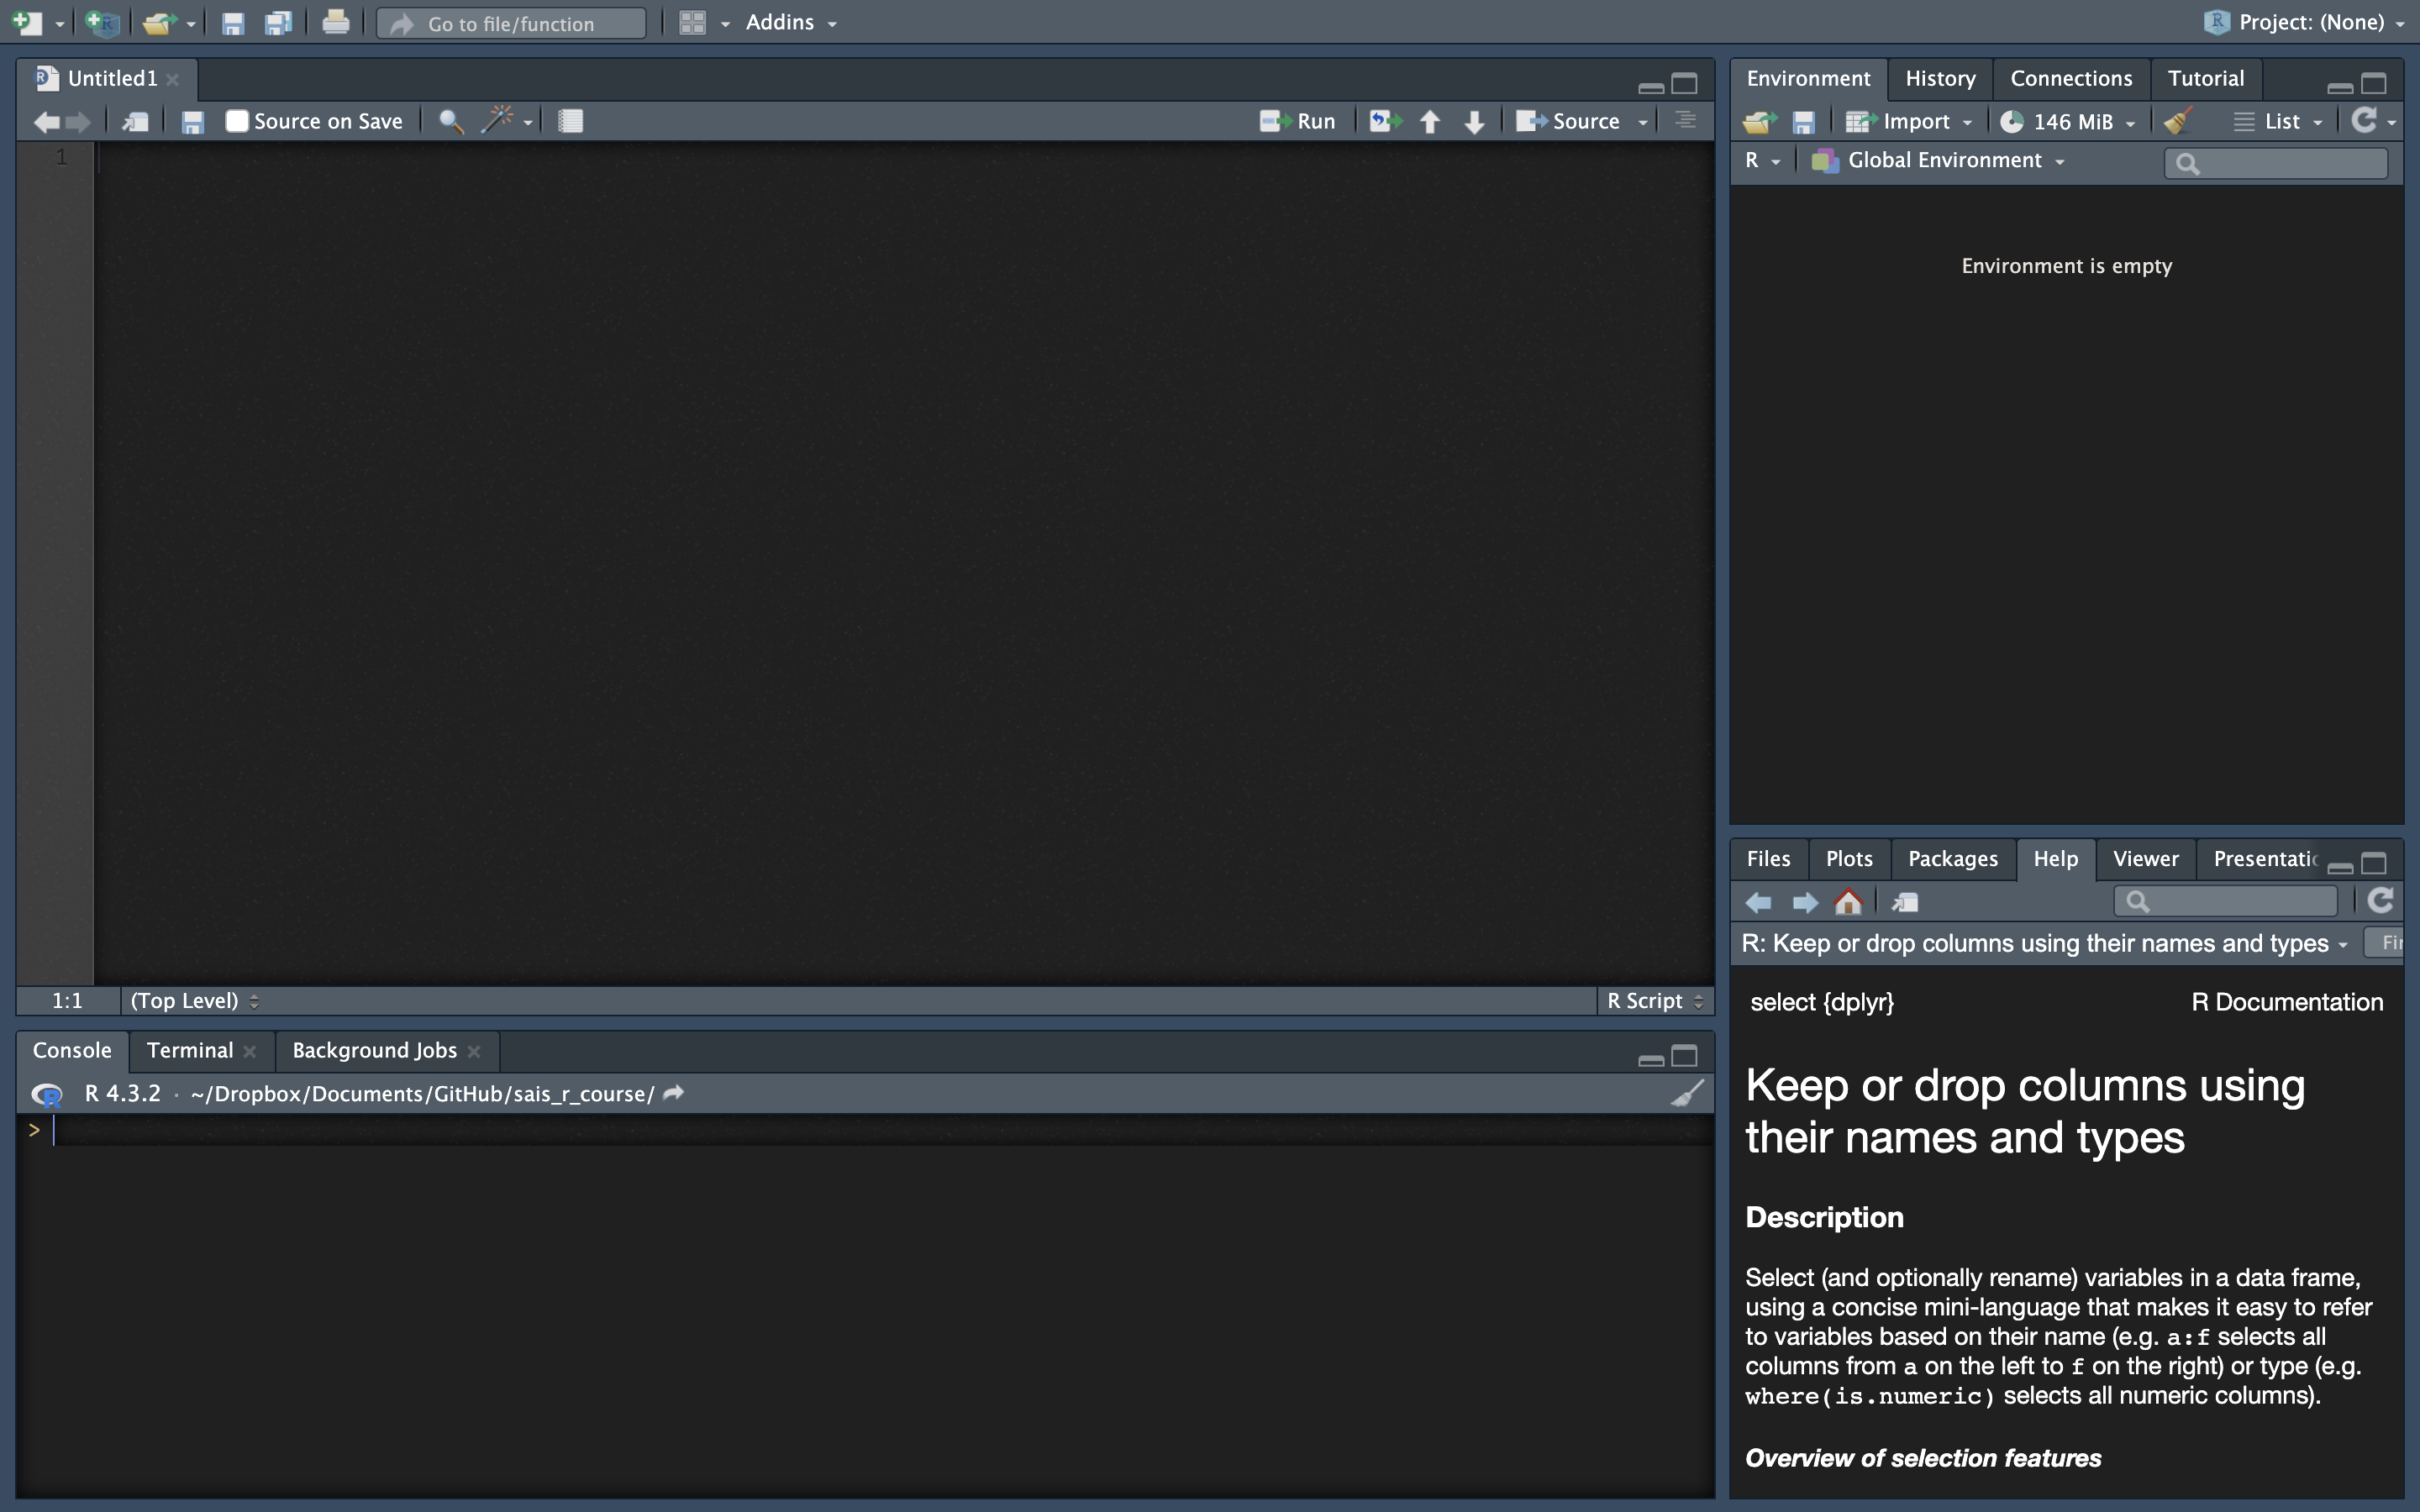 Go to file/function
Addins
Project: (None)
Untitled1
Source on Save
Run
Source
1
1:1
(Top Level)
R Script
Console
Terminal
Background Jobs
R 4.3.2 · ~/Dropbox/Documents/GitHub/sais_r_course/
>
Environment
History
Connections
Tutorial
Import
146 MiB
List
R
Global Environment
Environment is empty
Files
Plots
Packages
Help
Viewer
Presentatic
R: Keep or drop columns using their names and types
Fir
select {dplyr}
R Documentation
Keep or drop columns using
their names and types
Description
Select (and optionally rename) variables in a data frame,
using a concise mini-language that makes it easy to refer
to variables based on their name (e.g. a:f selects all
columns from a on the left to f on the right) or type (e.g.
where(is.numeric) selects all numeric columns).
Overview of selection features